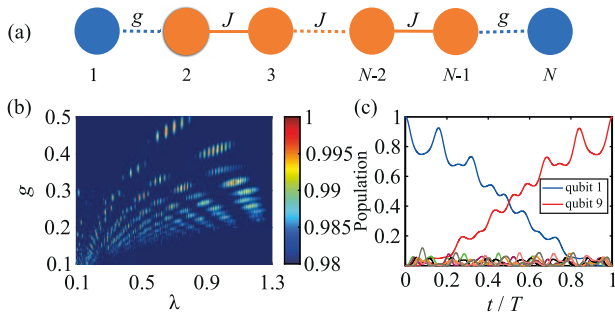 (a)
g J J J g
1 2 3 N-2 N-1 N
(b)
0.5
0.4
g 0.3
0.2
0.1
0.1 0.5 0.9 1.3
λ
1
0.995
0.99
0.985
0.98
(c)
Population
1
0.8
0.6
0.4
0.2
0
qubit 1
qubit 9
0 0.2 0.4 0.6 0.8 1
t / T